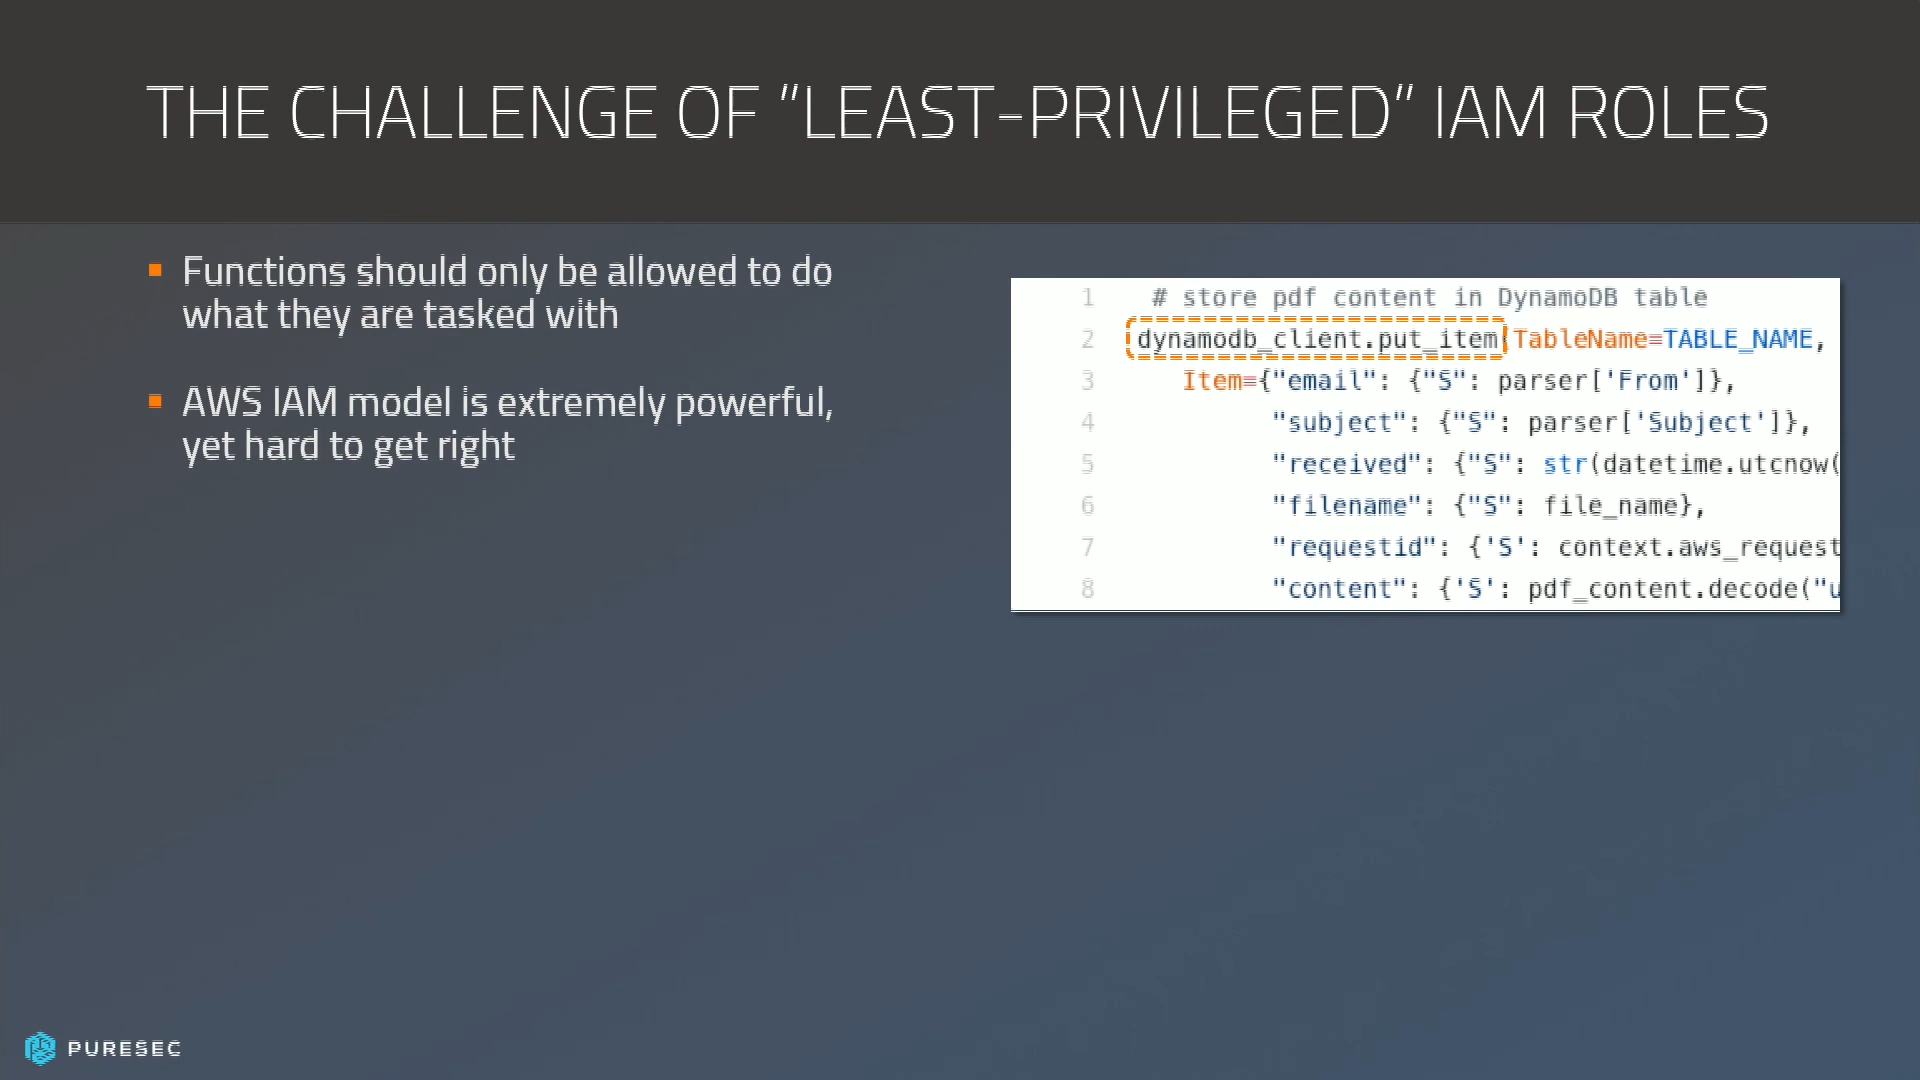 THE CHALLENGE OF "LEAST-PRIVILEGED" IAM ROLES
Functions should only be allowed to do
what they are tasked with
AWS IAM model is extremely powerful,
yet hard to get right
1 # store pdf content in DynamoDB table
2 dynamodb_client.put_item(TableName=TABLE_NAME,
3 Item={"email": {"S": parser['From']},
4 "subject": {"S": parser['Subject']},
5 "received": {"S": str(datetime.utcnow(
6 "filename": {"S": file_name},
7 "requestid": {'S': context.aws_request
8 "content": {'S': pdf_content.decode("u
PURESEC